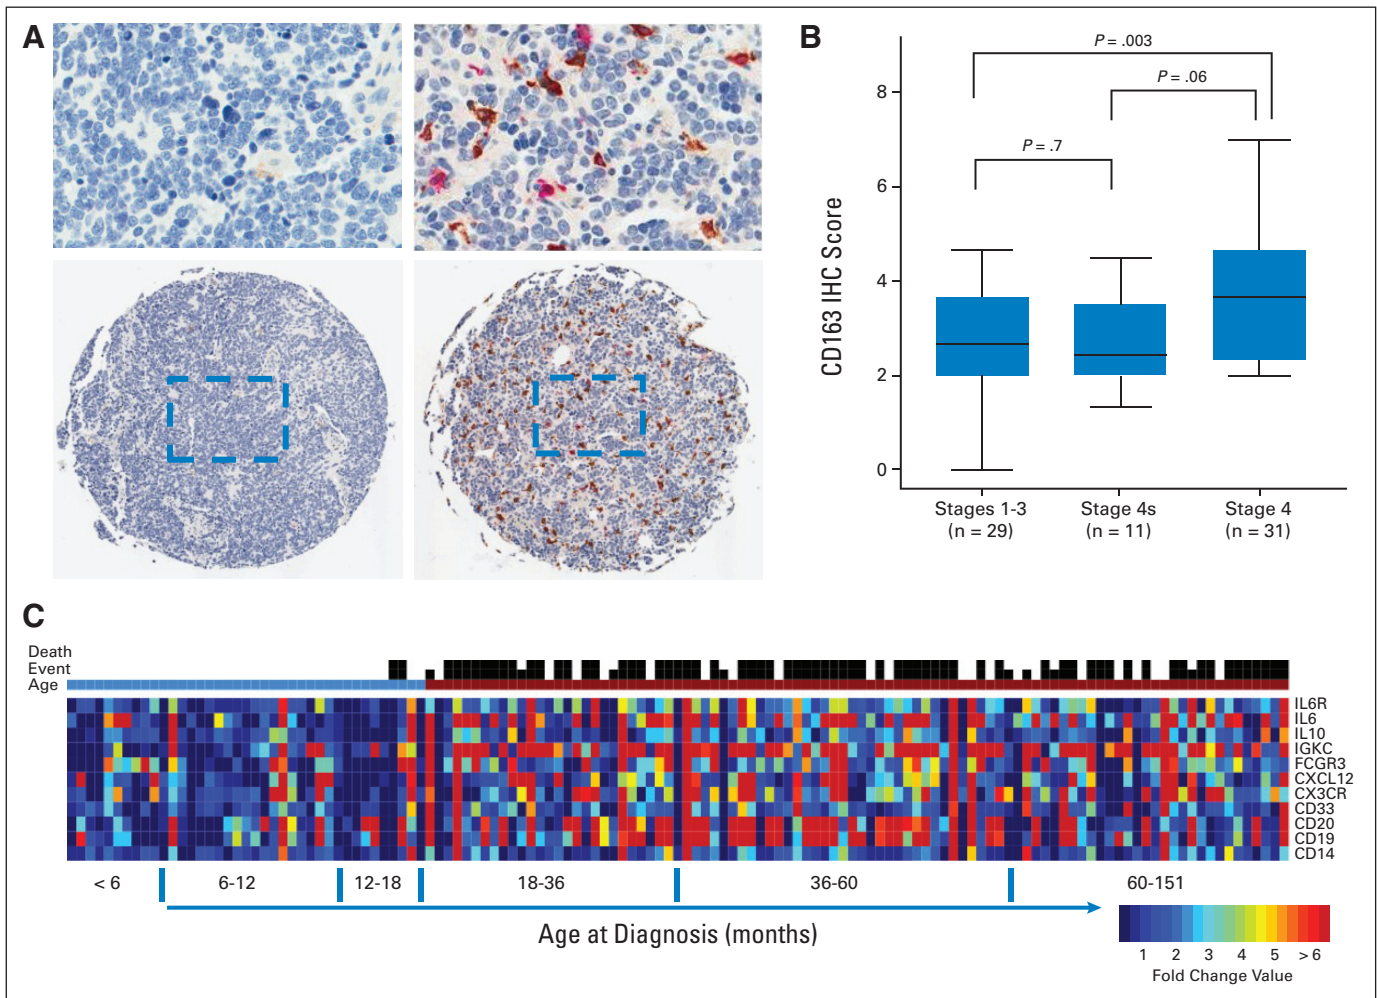 A
B
P = .003
P = .06
P = .7
CD163 IHC Score
8
6
4
2
0
Stages 1-3
(n = 29)
Stage 4s
(n = 11)
Stage 4
(n = 31)
C
Death
Event
Age
IL6R
IL6
IL10
IGKC
FCGR3
CXCL12
CX3CR
CD33
CD20
CD19
CD14
< 6
6-12
12-18
18-36
36-60
60-151
Age at Diagnosis (months)
1 2 3 4 5 > 6
Fold Change Value